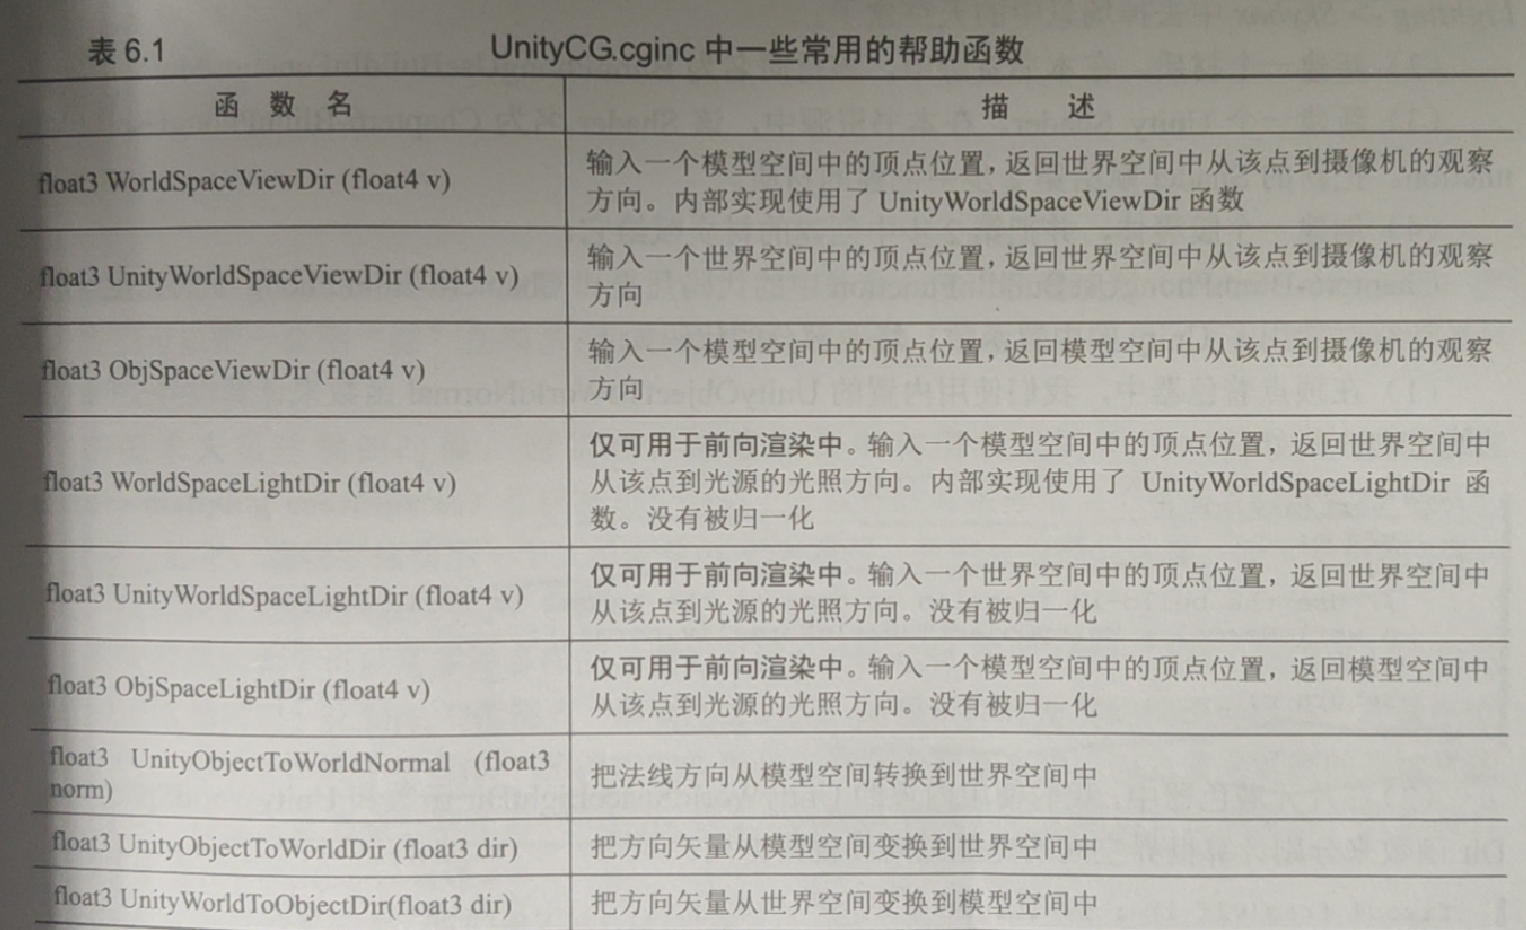 表 6.1 UnityCG.cginc 中一些常用的帮助函数
函 数 名 描 述
float3 WorldSpaceViewDir (float4 v)
输入一个模型空间中的顶点位置，返回世界空间中从该点到摄像机的观察
方向。内部实现使用了 UnityWorldSpaceViewDir 函数
float3 UnityWorldSpaceViewDir (float4 v)
输入一个世界空间中的顶点位置，返回世界空间中从该点到摄像机的观察
方向
float3 ObjSpaceViewDir (float4 v)
输入一个模型空间中的顶点位置，返回模型空间中从该点到摄像机的观察
方向
float3 WorldSpaceLightDir (float4 v)
仅可用于前向渲染中。输入一个模型空间中的顶点位置，返回世界空间中
从该点到光源的光照方向。内部实现使用了 UnityWorldSpaceLightDir 函
数。没有被归一化
float3 UnityWorldSpaceLightDir (float4 v)
仅可用于前向渲染中。输入一个世界空间中的顶点位置，返回世界空间中
从该点到光源的光照方向。没有被归一化
float3 ObjSpaceLightDir (float4 v)
仅可用于前向渲染中。输入一个模型空间中的顶点位置，返回模型空间中
从该点到光源的光照方向。没有被归一化
float3 UnityObjectToWorldNormal (float3
norm)
把法线方向从模型空间转换到世界空间中
float3 UnityObjectToWorldDir (float3 dir)
把方向矢量从模型空间变换到世界空间中
float3 UnityWorldToObjectDir(float3 dir)
把方向矢量从世界空间变换到模型空间中